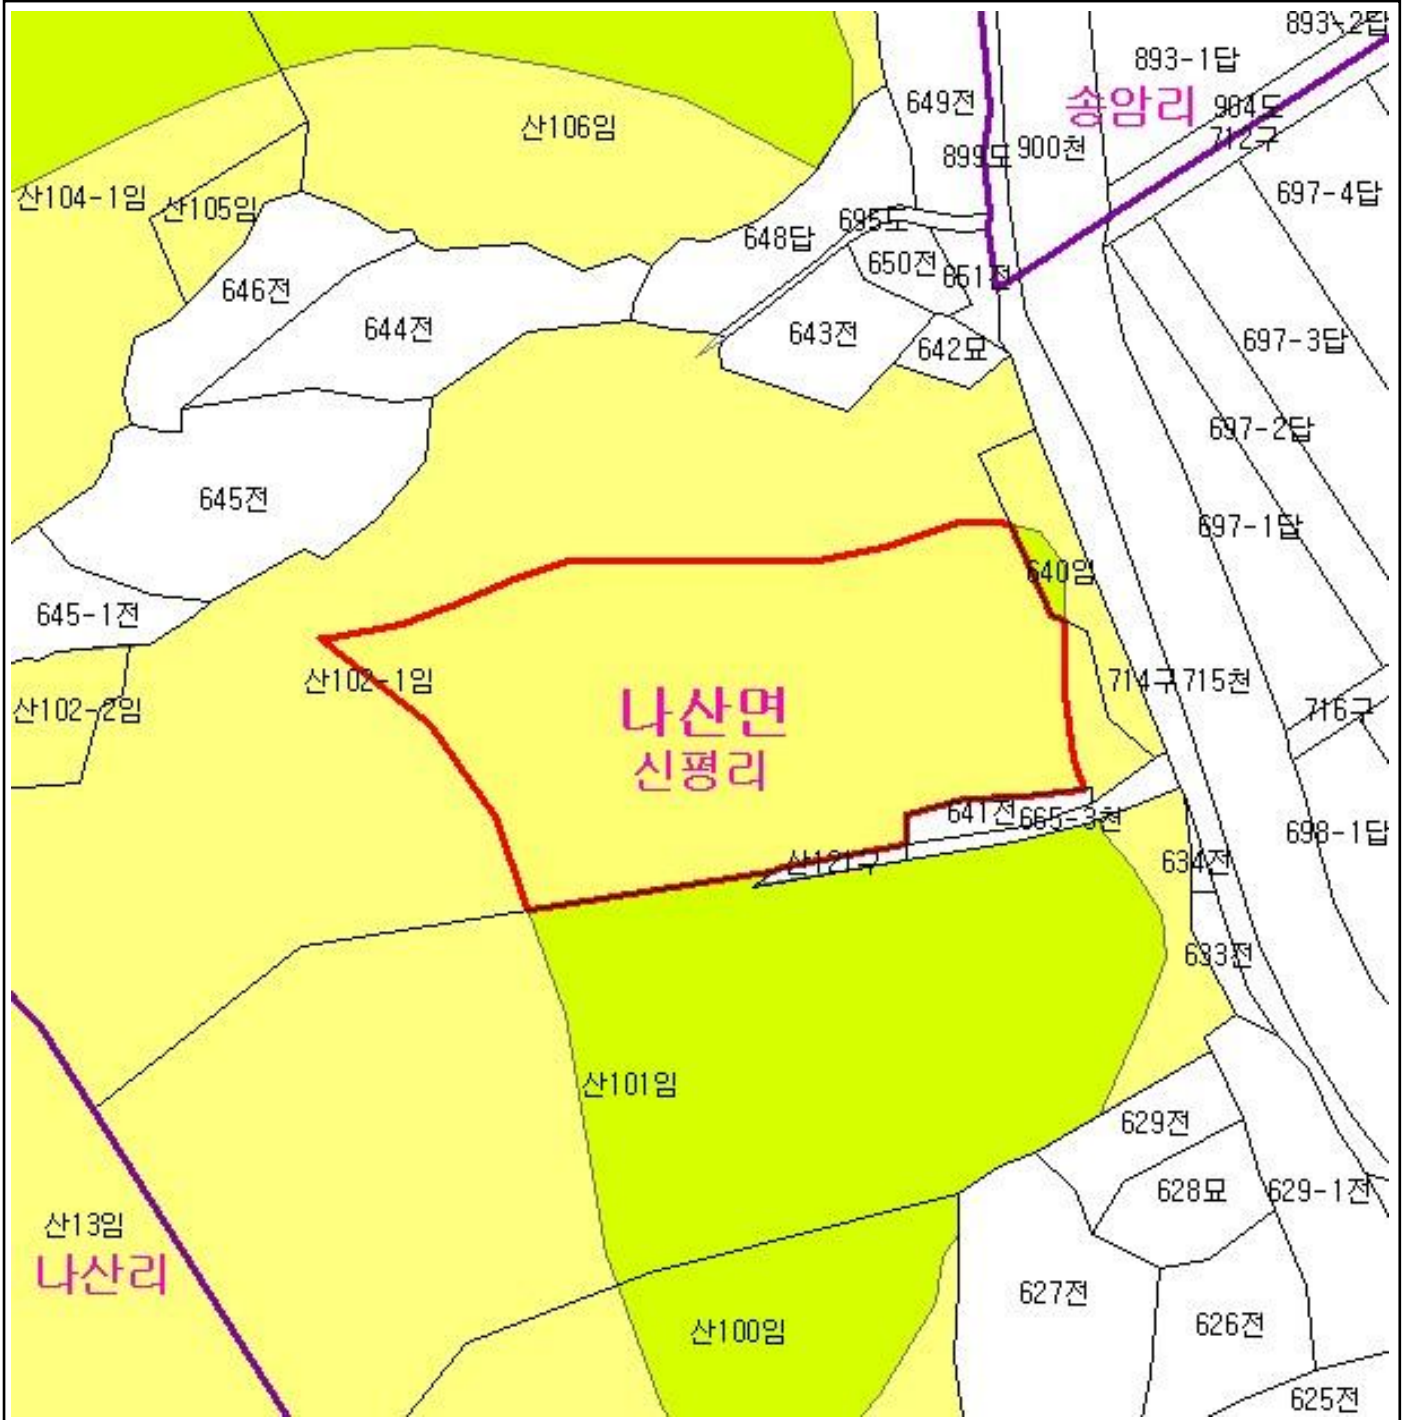 893-2답
893-1답
649전
송암리
904도
산106임
712구
899도
900천
산104-1임
산105임
697-4답
695도
648답
650전
651전
646전
644전
643전
642묘
697-3답
697-2답
645전
697-1답
640임
645-1전
산102-1임
714구
715천
산102-2임
나산면
716구
신평리
641전
665-3천
698-1답
산121구
634전
633전
산101임
629전
628묘
629-1전
산13임
나산리
627전
산100임
626전
625전